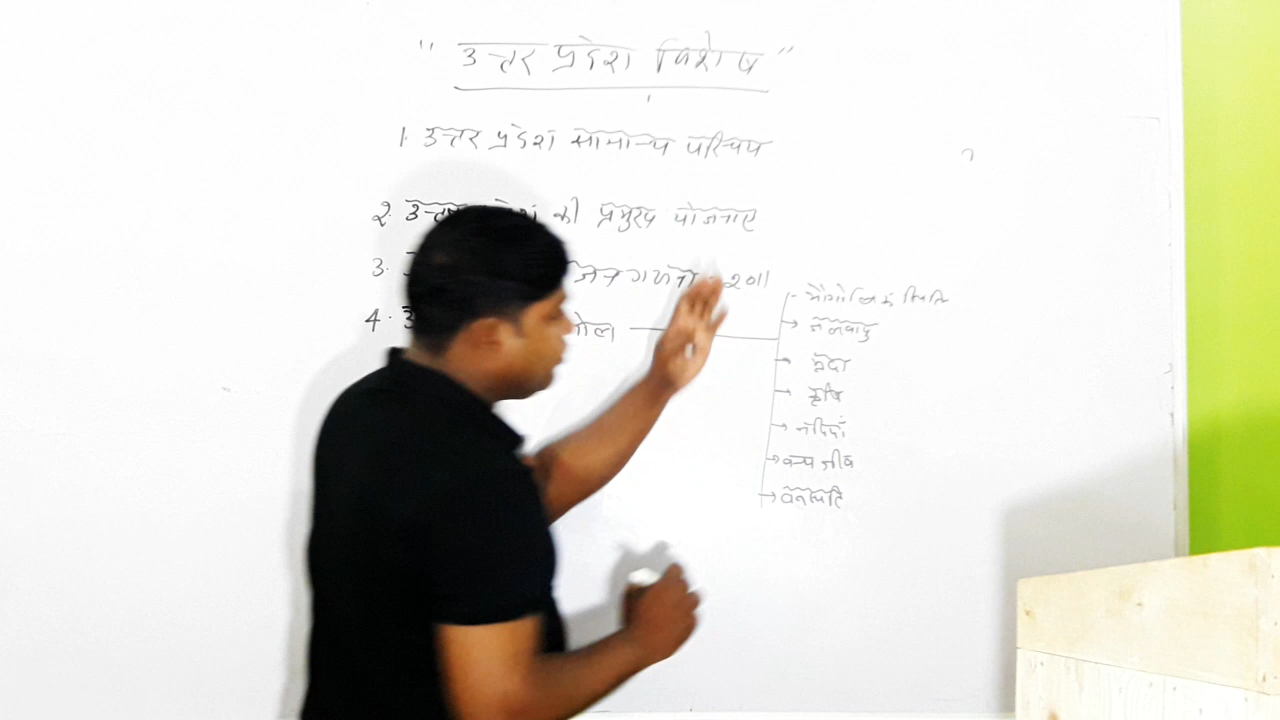 " उत्तर प्रदेश विशेष "
1. उत्तर प्रदेश सामान्य परिचय
2. की प्रमुख योजनाए
3. जनगणना - 2011
4.
- भौगोलिक स्थिति
→ जलवायु
→ मृदा
→ कृषि
→ नदियाँ
→ वन्य जीव
→ वनस्पति